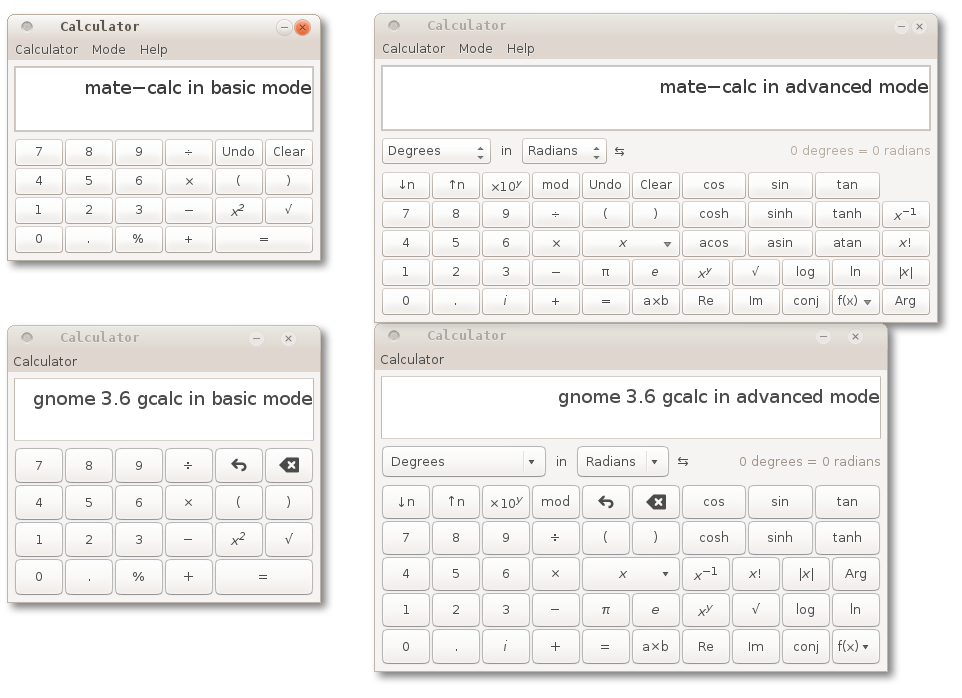 Calculator
Calculator Mode Help
mate−calc in basic mode
7 8 9 ÷ Undo Clear
4 5 6 × ( )
1 2 3 − x² √
0 . % + =
Calculator
Calculator Mode Help
mate−calc in advanced mode
Degrees in Radians ⇆ 0 degrees = 0 radians
↓n ↑n ×10ʸ mod Undo Clear cos sin tan
7 8 9 ÷ ( ) cosh sinh tanh x⁻¹
4 5 6 × x acos asin atan x!
1 2 3 − π e xʸ √ log ln |x|
0 . i + = a×b Re Im conj f(x) Arg
Calculator
Calculator
gnome 3.6 gcalc in basic mode
7 8 9 ÷
4 5 6 × ( )
1 2 3 − x² √
0 . % + =
Calculator
Calculator
gnome 3.6 gcalc in advanced mode
Degrees in Radians ⇆ 0 degrees = 0 radians
↓n ↑n ×10ʸ mod cos sin tan
7 8 9 ÷ ( ) cosh sinh tanh
4 5 6 × x x⁻¹ x! |x| Arg
1 2 3 − π e xʸ √ log ln
0 . i + = a×b Re Im conj f(x)